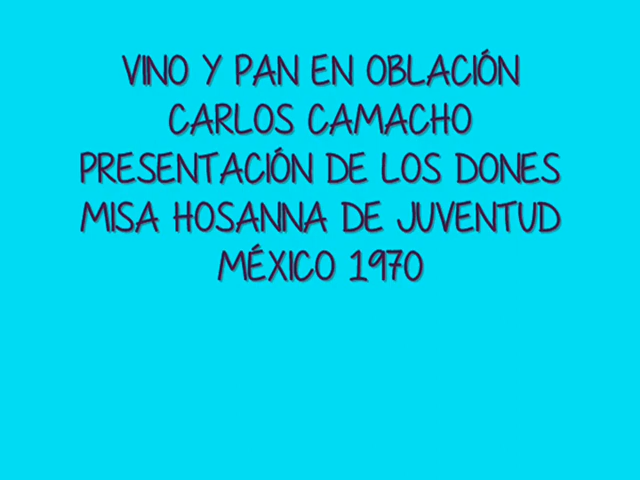 VINO Y PAN EN OBLACIÓN
CARLOS CAMACHO
PRESENTACIÓN DE LOS DONES
MISA HOSANNA DE JUVENTUD
MÉXICO 1970